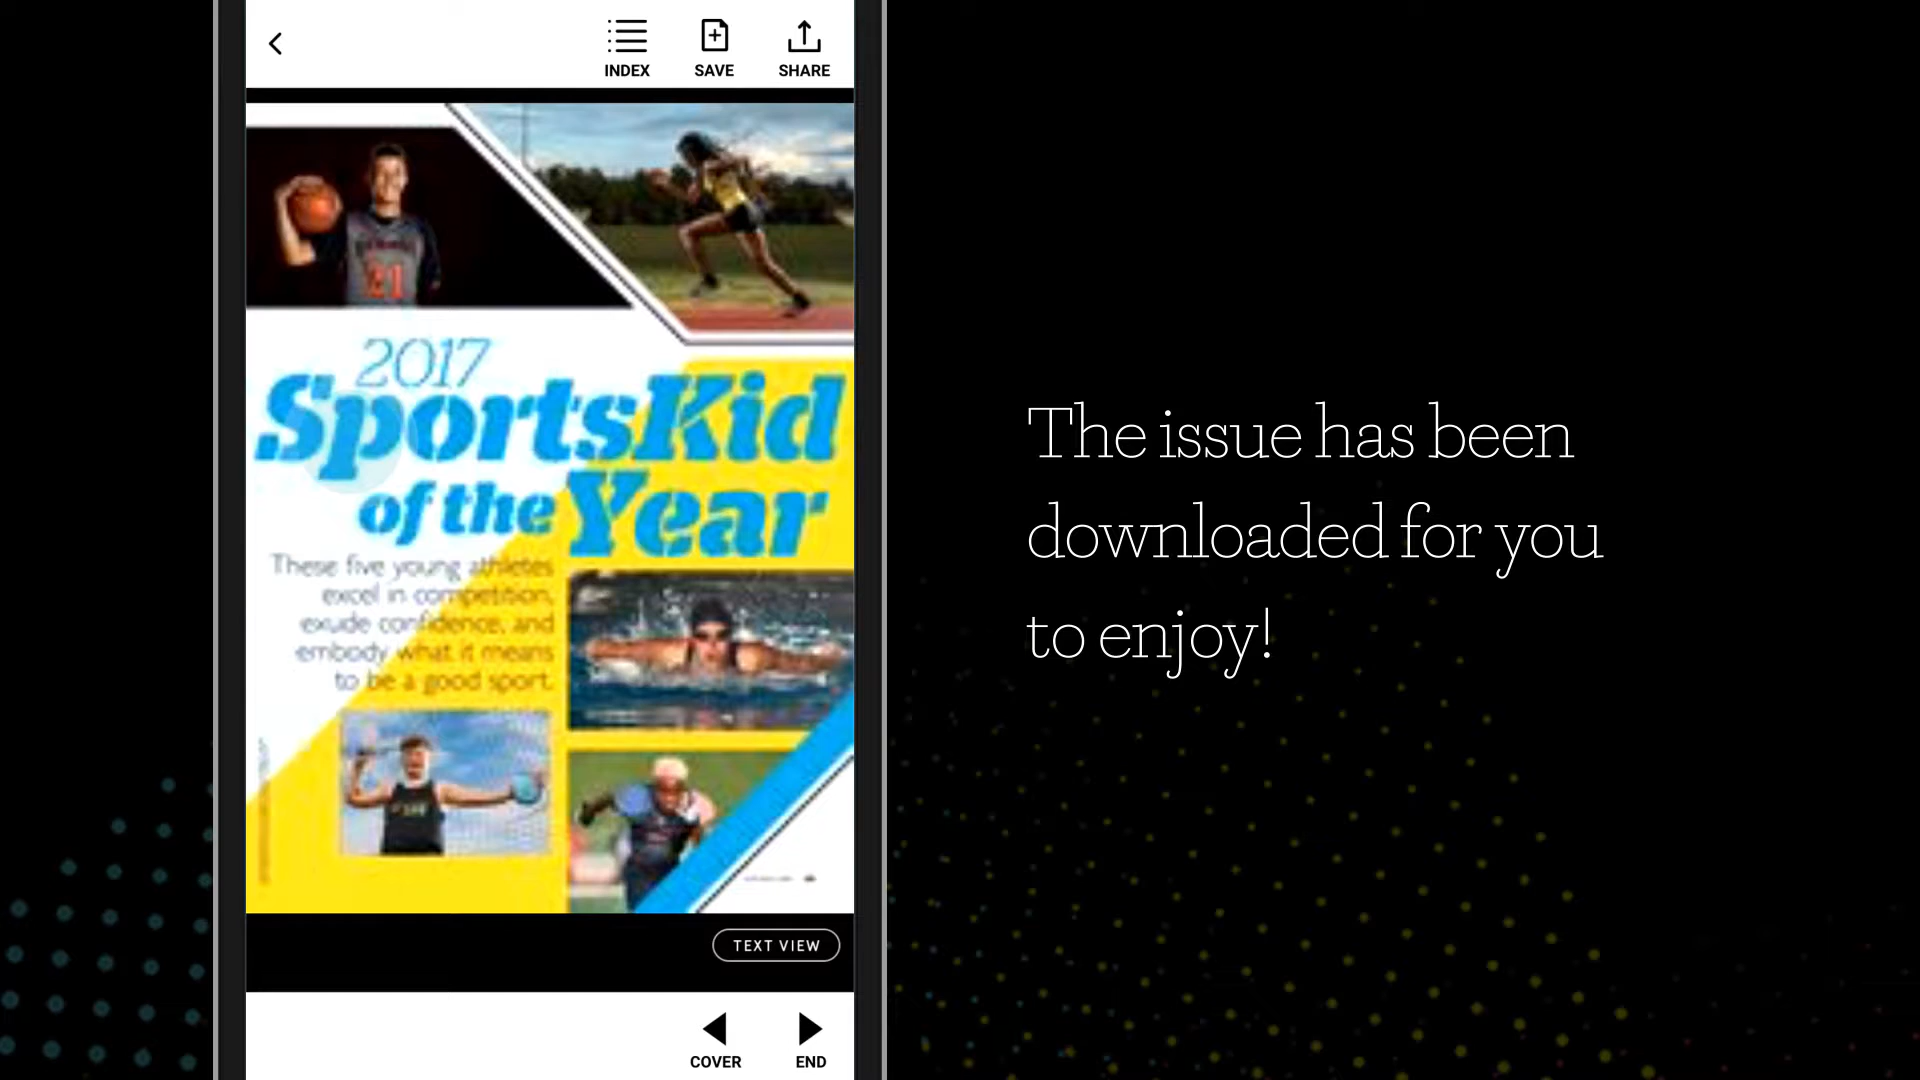 INDEX
SAVE
SHARE
21
2017
SportsKid
of the Year
These five young athletes
excel in competition,
exude confidence, and
embody what it means
to be a good sport.
TEXT VIEW
COVER
END
The issue has been
downloaded for you
to enjoy!